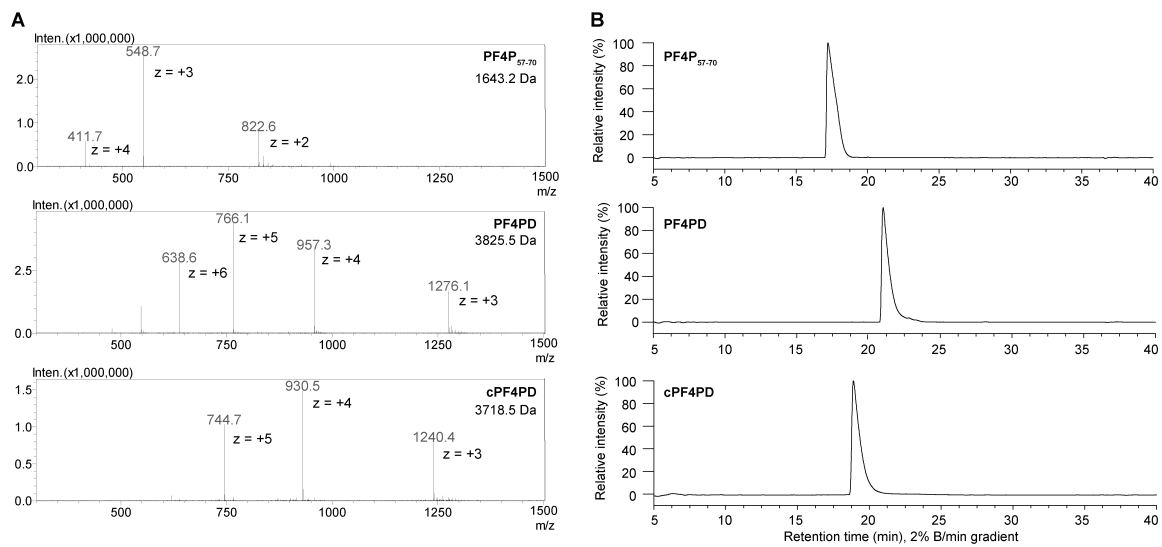 A
Inten.(x1,000,000)
548.7
PF4P57-70
z = +3
1643.2 Da
2.0
822.6
1.0
411.7
z = +2
z = +4
0.0
500 750 1000 1250 1500
m/z
Inten.(x1,000,000)
766.1
PF4PD
z = +5
3825.5 Da
957.3
638.6
z = +4
2.5
z = +6
1276.1
z = +3
0.0
500 750 1000 1250 1500
m/z
Inten.(x1,000,000)
1.5
930.5
cPF4PD
z = +4
3718.5 Da
744.7
1.0
z = +5
1240.4
z = +3
0.5
0.0
500 750 1000 1250 1500
m/z
B
Relative intensity (%)
100
PF4P57-70
80
60
40
20
0
5 10 15 20 25 30 35 40
Relative intensity (%)
100
PF4PD
80
60
40
20
0
5 10 15 20 25 30 35 40
Relative intensity (%)
100
cPF4PD
80
60
40
20
0
5 10 15 20 25 30 35 40
Retention time (min), 2% B/min gradient